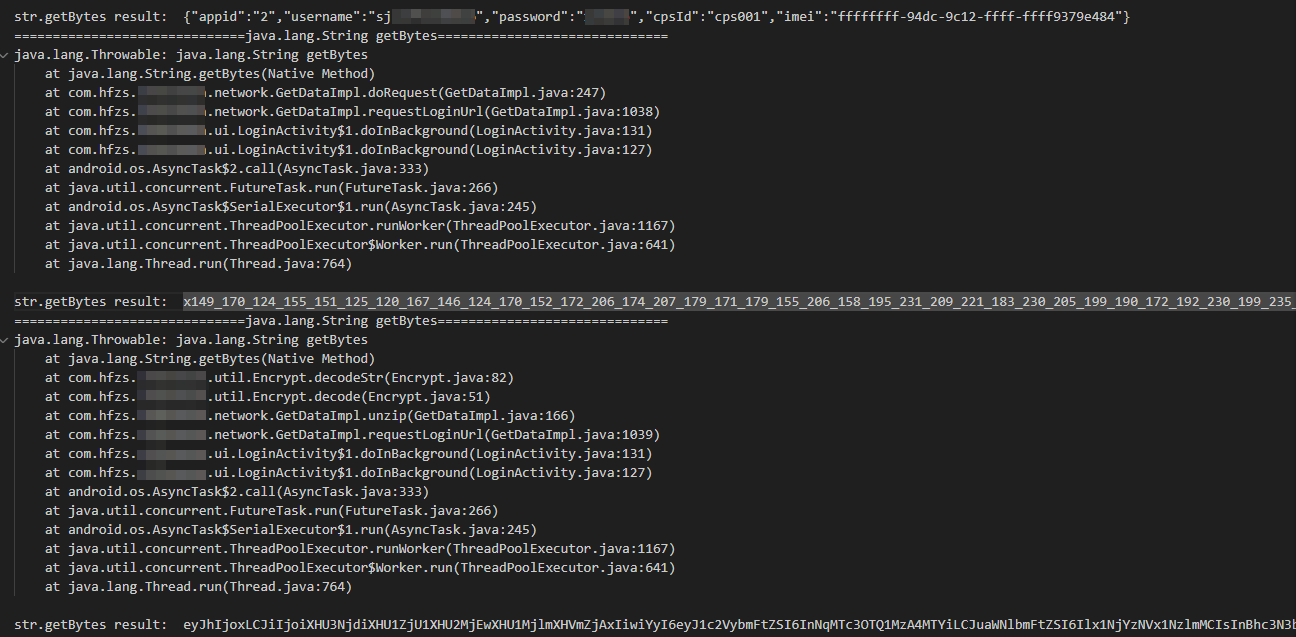 str.getBytes result:  {"appid":"2","username":"sj","password":"","cpsId":"cps001","imei":"ffffffff-94dc-9c12-ffff-ffff9379e484"}
==============================java.lang.String getBytes==============================
java.lang.Throwable: java.lang.String getBytes
at java.lang.String.getBytes(Native Method)
at com.hfzs..network.GetDataImpl.doRequest(GetDataImpl.java:247)
at com.hfzs..network.GetDataImpl.requestLoginUrl(GetDataImpl.java:1038)
at com.hfzs..ui.LoginActivity$1.doInBackground(LoginActivity.java:131)
at com.hfzs..ui.LoginActivity$1.doInBackground(LoginActivity.java:127)
at android.os.AsyncTask$2.call(AsyncTask.java:333)
at java.util.concurrent.FutureTask.run(FutureTask.java:266)
at android.os.AsyncTask$SerialExecutor$1.run(AsyncTask.java:245)
at java.util.concurrent.ThreadPoolExecutor.runWorker(ThreadPoolExecutor.java:1167)
at java.util.concurrent.ThreadPoolExecutor$Worker.run(ThreadPoolExecutor.java:641)
at java.lang.Thread.run(Thread.java:764)
str.getBytes result:  x149_170_124_155_151_125_120_167_146_124_170_152_172_206_174_207_179_171_179_155_206_158_195_231_209_221_183_230_205_199_190_172_192_230_199_235_
==============================java.lang.String getBytes==============================
java.lang.Throwable: java.lang.String getBytes
at java.lang.String.getBytes(Native Method)
at com.hfzs..util.Encrypt.decodeStr(Encrypt.java:82)
at com.hfzs..util.Encrypt.decode(Encrypt.java:51)
at com.hfzs..network.GetDataImpl.unzip(GetDataImpl.java:166)
at com.hfzs..network.GetDataImpl.requestLoginUrl(GetDataImpl.java:1039)
at com.hfzs..ui.LoginActivity$1.doInBackground(LoginActivity.java:131)
at com.hfzs..ui.LoginActivity$1.doInBackground(LoginActivity.java:127)
at android.os.AsyncTask$2.call(AsyncTask.java:333)
at java.util.concurrent.FutureTask.run(FutureTask.java:266)
at android.os.AsyncTask$SerialExecutor$1.run(AsyncTask.java:245)
at java.util.concurrent.ThreadPoolExecutor.runWorker(ThreadPoolExecutor.java:1167)
at java.util.concurrent.ThreadPoolExecutor$Worker.run(ThreadPoolExecutor.java:641)
at java.lang.Thread.run(Thread.java:764)
str.getBytes result:  eyJhIjoxLCJiIjoiXHU3NjdiXHU1ZjU1XHU2MjEwXHU1MjlmXHVmZjAxIiwiYyI6eyJ1c2VybmFtZSI6InNqMTc3OTQ1MzA4MTYiLCJuaWNlbmFtZSI6Ilx1NjYzNVx1NzlmMCIsInBhc3N3b